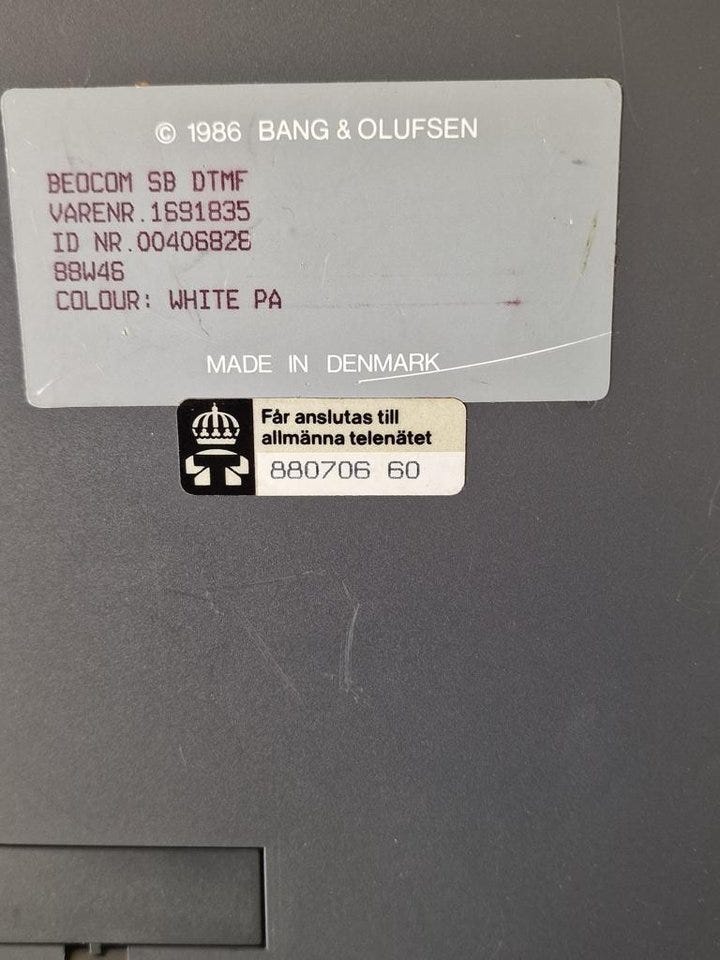 © 1986 BANG & OLUFSEN
BEOCOM SB DTMF
VARENR.1691835
ID NR.00406826
88W46
COLOUR: WHITE PA
MADE IN DENMARK
Får anslutas till
allmänna telenätet
880706 60